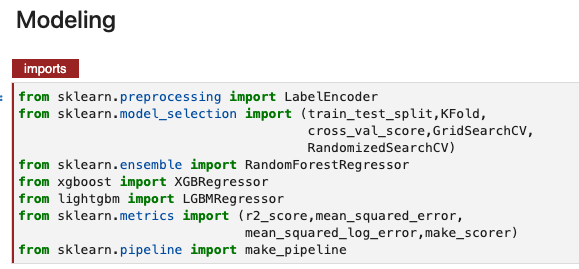 Modeling
imports
from sklearn.preprocessing import LabelEncoder
from sklearn.model_selection import (train_test_split,KFold,
cross_val_score,GridSearchCV,
RandomizedSearchCV)
from sklearn.ensemble import RandomForestRegressor
from xgboost import XGBRegressor
from lightgbm import LGBMRegressor
from sklearn.metrics import (r2_score,mean_squared_error,
mean_squared_log_error,make_scorer)
from sklearn.pipeline import make_pipeline